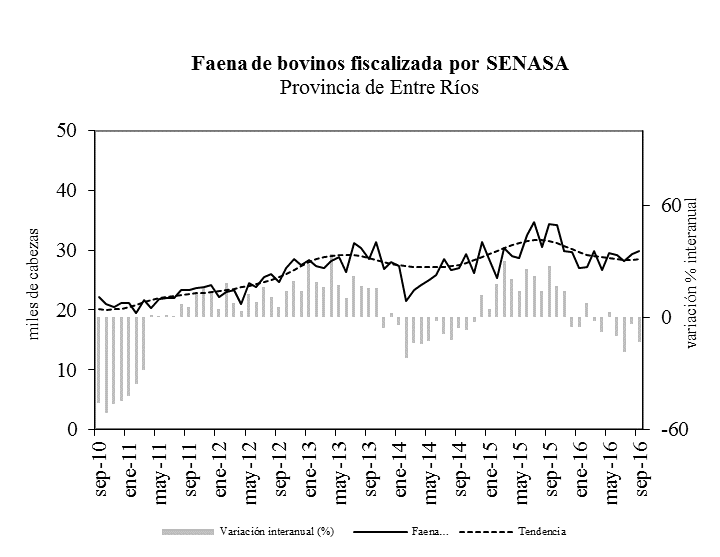 Faena de bovinos fiscalizada por SENASA
Provincia de Entre Ríos
50
40
30
20
10
0
miles de cabezas
60
0
-60
variación % interanual
sep-10
ene-11
may-11
sep-11
ene-12
may-12
sep-12
ene-13
may-13
sep-13
ene-14
may-14
sep-14
ene-15
may-15
sep-15
ene-16
may-16
sep-16
Variación interanual (%) Faena... Tendencia